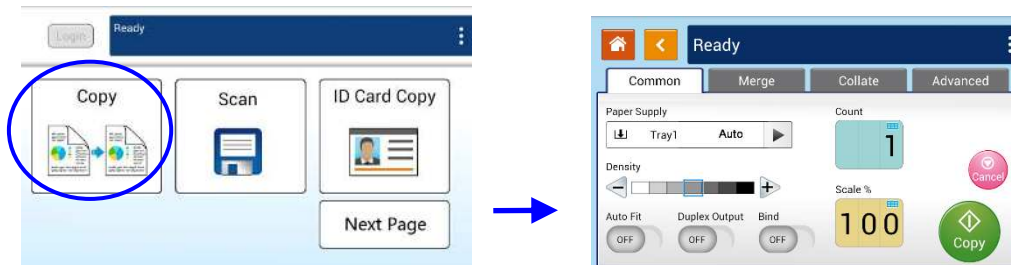 Login
Ready
Copy
Scan
ID Card Copy
Next Page
Ready
Common Merge Collate Advanced
Paper Supply
Tray1 Auto
Density
Auto Fit Duplex Output Bind
OFF OFF OFF
Count
1
Scale %
100
Cancel
Copy